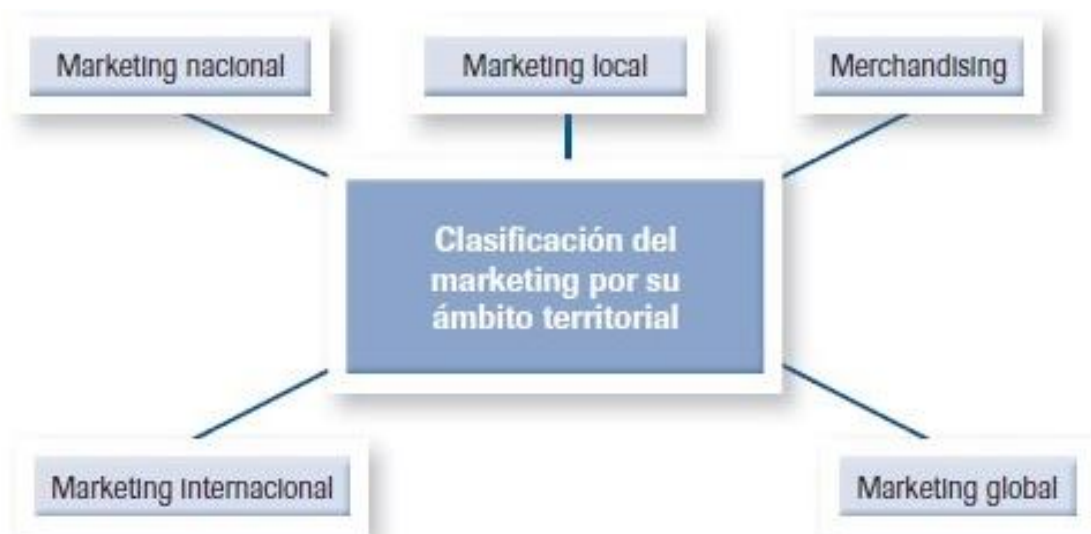 Marketing nacional
Marketing local
Merchandising
Clasificación del
marketing por su
ámbito territorial
Marketing internacional
Marketing global